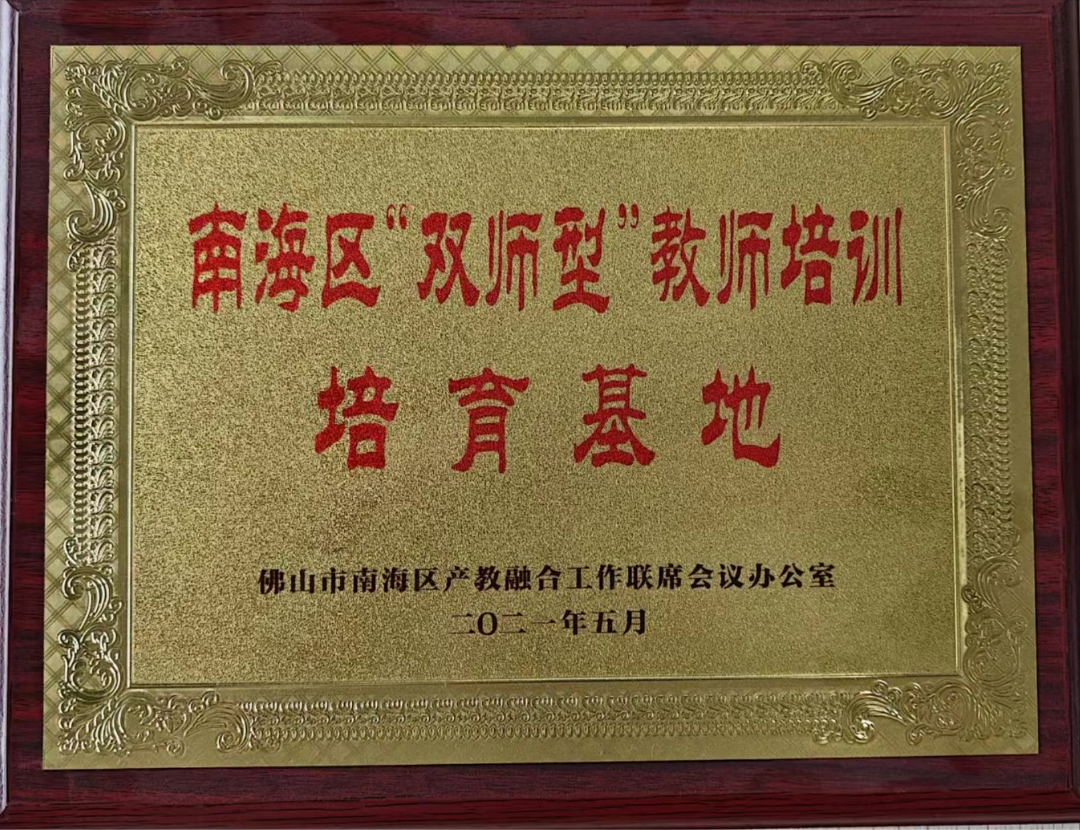 南海区“双师型”教师培训
培育基地
佛山市南海区产教融合工作联席会议办公室
二〇二一年五月